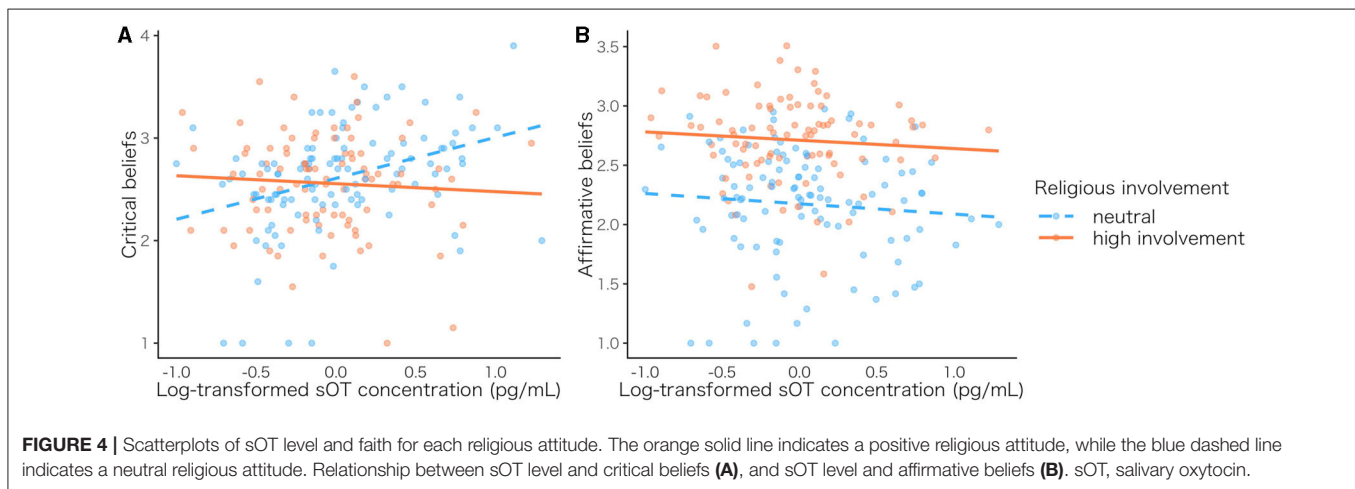 A
B
4
3
2
1
Critical beliefs
-1.0 -0.5 0.0 0.5 1.0
Log-transformed sOT concentration (pg/mL)
3.5
3.0
2.5
2.0
1.5
1.0
Affirmative beliefs
-1.0 -0.5 0.0 0.5 1.0
Log-transformed sOT concentration (pg/mL)
Religious involvement
neutral
high involvement
FIGURE 4 | Scatterplots of sOT level and faith for each religious attitude. The orange solid line indicates a positive religious attitude, while the blue dashed line
indicates a neutral religious attitude. Relationship between sOT level and critical beliefs (A), and sOT level and affirmative beliefs (B). sOT, salivary oxytocin.